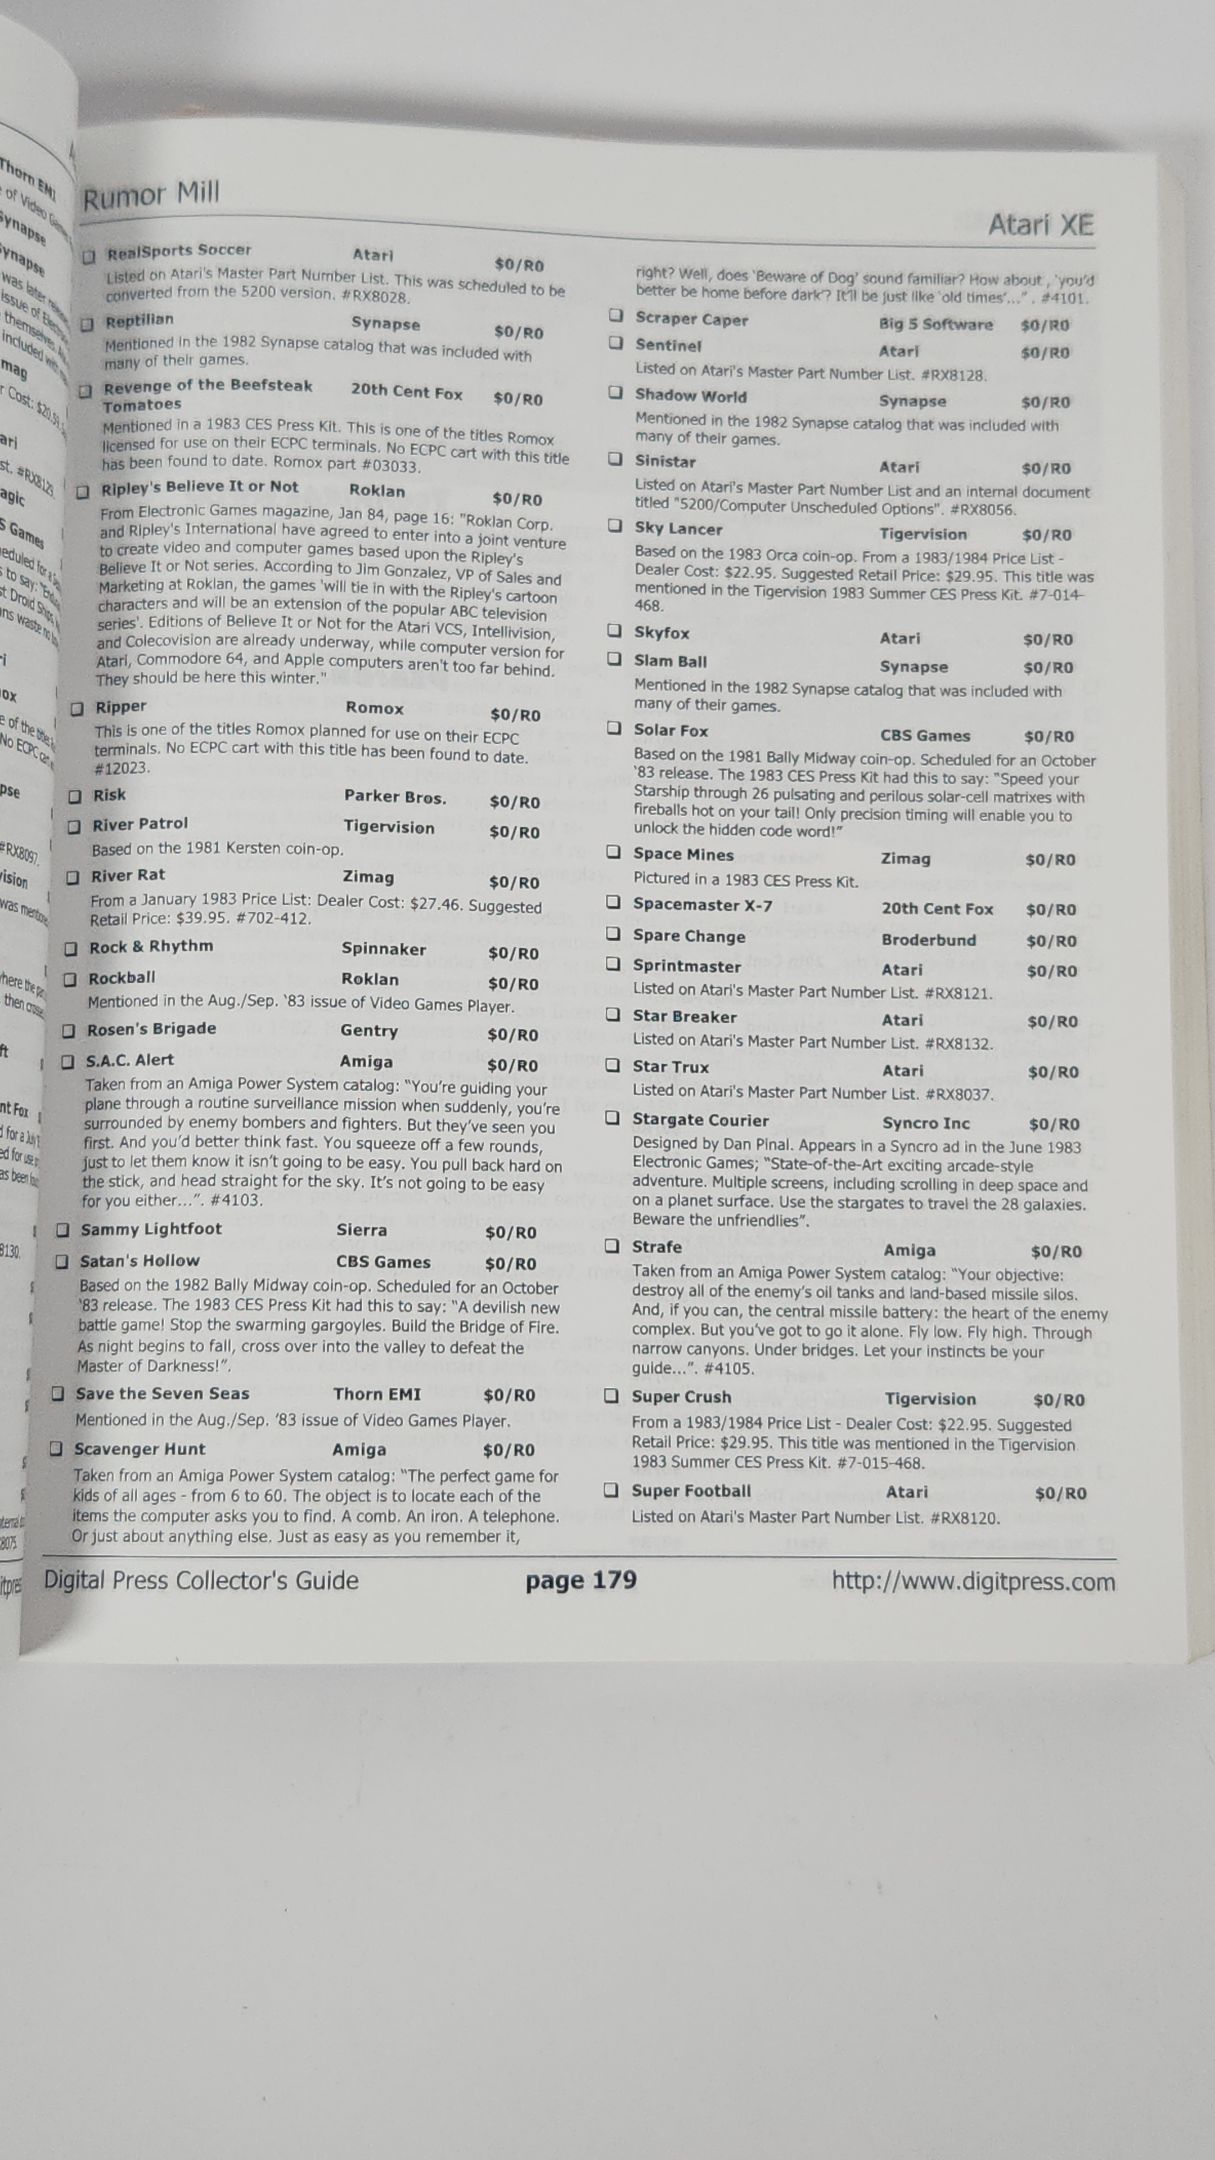 Rumor Mill
Atari XE
RealSports Soccer Atari $0/R0
Listed on Atari's Master Part Number List. This was scheduled to be
converted from the 5200 version. #RX8028.
Reptilian Synapse $0/R0
Mentioned in the 1982 Synapse catalog that was included with
many of their games.
Revenge of the Beefsteak 20th Cent Fox $0/R0
Tomatoes
Mentioned in a 1983 CES Press Kit. This is one of the titles Romox
licensed for use on their ECPC terminals. No ECPC cart with this title
has been found to date. Romox part #03033.
Ripley's Believe It or Not Roklan $0/R0
From Electronic Games magazine, Jan 84, page 16: "Roklan Corp.
and Ripley's International have agreed to enter into a joint venture
to create video and computer games based upon the Ripley's
Believe It or Not series. According to Jim Gonzalez, VP of Sales and
Marketing at Roklan, the games 'will tie in with the Ripley's cartoon
characters and will be an extension of the popular ABC television
series'. Editions of Believe It or Not for the Atari VCS, Intellivision,
and Colecovision are already underway, while computer version for
Atari, Commodore 64, and Apple computers aren't too far behind.
They should be here this winter."
Ripper Romox $0/R0
This is one of the titles Romox planned for use on their ECPC
terminals. No ECPC cart with this title has been found to date.
#12023.
Risk Parker Bros. $0/R0
River Patrol Tigervision $0/R0
Based on the 1981 Kersten coin-op.
River Rat Zimag $0/R0
From a January 1983 Price List: Dealer Cost: $27.46. Suggested
Retail Price: $39.95. #702-412.
Rock & Rhythm Spinnaker $0/R0
Rockball Roklan $0/R0
Mentioned in the Aug./Sep. '83 issue of Video Games Player.
Rosen's Brigade Gentry $0/R0
S.A.C. Alert Amiga $0/R0
Taken from an Amiga Power System catalog: "You're guiding your
plane through a routine surveillance mission when suddenly, you're
surrounded by enemy bombers and fighters. But they've seen you
first. And you'd better think fast. You squeeze off a few rounds,
just to let them know it isn't going to be easy. You pull back hard on
the stick, and head straight for the sky. It's not going to be easy
for you either...". #4103.
Sammy Lightfoot Sierra $0/R0
Satan's Hollow CBS Games $0/R0
Based on the 1982 Bally Midway coin-op. Scheduled for an October
'83 release. The 1983 CES Press Kit had this to say: "A devilish new
battle game! Stop the swarming gargoyles. Build the Bridge of Fire.
As night begins to fall, cross over into the valley to defeat the
Master of Darkness!".
Save the Seven Seas Thorn EMI $0/R0
Mentioned in the Aug./Sep. '83 issue of Video Games Player.
Scavenger Hunt Amiga $0/R0
Taken from an Amiga Power System catalog: "The perfect game for
kids of all ages - from 6 to 60. The object is to locate each of the
items the computer asks you to find. A comb. An iron. A telephone.
Or just about anything else. Just as easy as you remember it,
right? Well, does 'Beware of Dog' sound familiar? How about , 'you'd
better be home before dark'? It'll be just like 'old times'...". #4101.
Scraper Caper Big 5 Software $0/R0
Sentinel Atari $0/R0
Listed on Atari's Master Part Number List. #RX8128.
Shadow World Synapse $0/R0
Mentioned in the 1982 Synapse catalog that was included with
many of their games.
Sinistar Atari $0/R0
Listed on Atari's Master Part Number List and an internal document
titled "5200/Computer Unscheduled Options". #RX8056.
Sky Lancer Tigervision $0/R0
Based on the 1983 Orca coin-op. From a 1983/1984 Price List -
Dealer Cost: $22.95. Suggested Retail Price: $29.95. This title was
mentioned in the Tigervision 1983 Summer CES Press Kit. #7-014-
468.
Skyfox Atari $0/R0
Slam Ball Synapse $0/R0
Mentioned in the 1982 Synapse catalog that was included with
many of their games.
Solar Fox CBS Games $0/R0
Based on the 1981 Bally Midway coin-op. Scheduled for an October
'83 release. The 1983 CES Press Kit had this to say: "Speed your
Starship through 26 pulsating and perilous solar-cell matrixes with
fireballs hot on your tail! Only precision timing will enable you to
unlock the hidden code word!"
Space Mines Zimag $0/R0
Pictured in a 1983 CES Press Kit.
Spacemaster X-7 20th Cent Fox $0/R0
Spare Change Broderbund $0/R0
Sprintmaster Atari $0/R0
Listed on Atari's Master Part Number List. #RX8121.
Star Breaker Atari $0/R0
Listed on Atari's Master Part Number List. #RX8132.
Star Trux Atari $0/R0
Listed on Atari's Master Part Number List. #RX8037.
Stargate Courier Syncro Inc $0/R0
Designed by Dan Pinal. Appears in a Syncro ad in the June 1983
Electronic Games; "State-of-the-Art exciting arcade-style
adventure. Multiple screens, including scrolling in deep space and
on a planet surface. Use the stargates to travel the 28 galaxies.
Beware the unfriendlies".
Strafe Amiga $0/R0
Taken from an Amiga Power System catalog: "Your objective:
destroy all of the enemy's oil tanks and land-based missile silos.
And, if you can, the central missile battery: the heart of the enemy
complex. But you've got to go it alone. Fly low. Fly high. Through
narrow canyons. Under bridges. Let your instincts be your
guide...". #4105.
Super Crush Tigervision $0/R0
From a 1983/1984 Price List - Dealer Cost: $22.95. Suggested
Retail Price: $29.95. This title was mentioned in the Tigervision
1983 Summer CES Press Kit. #7-015-468.
Super Football Atari $0/R0
Listed on Atari's Master Part Number List. #RX8120.
Digital Press Collector's Guide page 179 http://www.digitpress.com